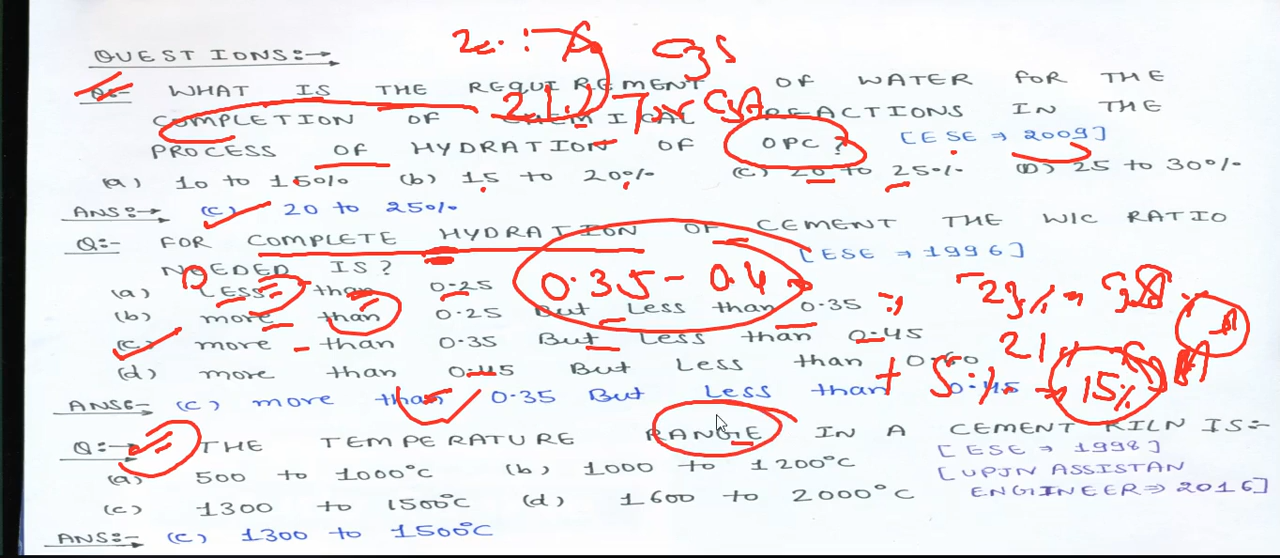 QUESTIONS:→
Q:- WHAT IS THE REQUIREMENT OF WATER FOR THE
COMPLETION OF CHEMICAL REACTIONS IN THE
PROCESS OF HYDRATION OF OPC? [ESE ⇒ 2009]
(a) 10 to 15% (b) 15 to 20% (c) 20 to 25% (D) 25 to 30%
ANS:→ (c) 20 to 25%
Q:- FOR COMPLETE HYDRATION OF CEMENT THE W/C RATIO
NEEDED IS? [ESE ⇒ 1996]
(a) LESS than 0.25
0.35 - 0.4
(b) more than 0.25 But Less than 0.35
23%
(c) more than 0.35 But Less than 0.45
21
(d) more than 0.45 But Less than 0.60
+ 5% 15%
ANS:- (c) more than 0.35 But Less than 0.45
Q:→ THE TEMPERATURE RANGE IN A CEMENT KILN IS:-
[ESE ⇒ 1998]
(a) 500 to 1000°C (b) 1000 to 1200°C
[UPJN ASSISTAN
(c) 1300 to 1500°C (d) 1600 to 2000°C
ENGINEER ⇒ 2016]
ANS:- (c) 1300 to 1500°C